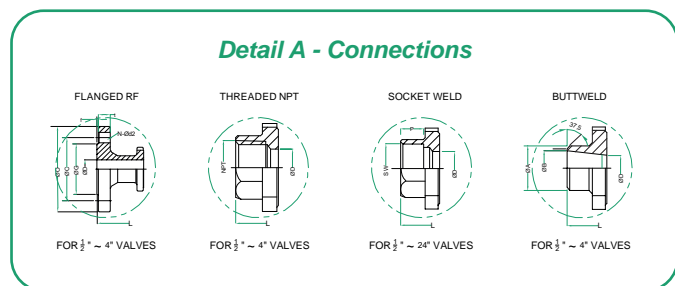 Detail A - Connections
FLANGED RF
THREADED NPT
SOCKET WELD
BUTTWELD
N-Ød2
ØD
ØG
ØD
L
NPT
ØD
L
P
SW
ØD
L
37.5
ØA
ØB
ØD
L
FOR ½ " ~ 4" VALVES
FOR ½ " ~ 4" VALVES
FOR ½ " ~ 24" VALVES
FOR ½ " ~ 4" VALVES